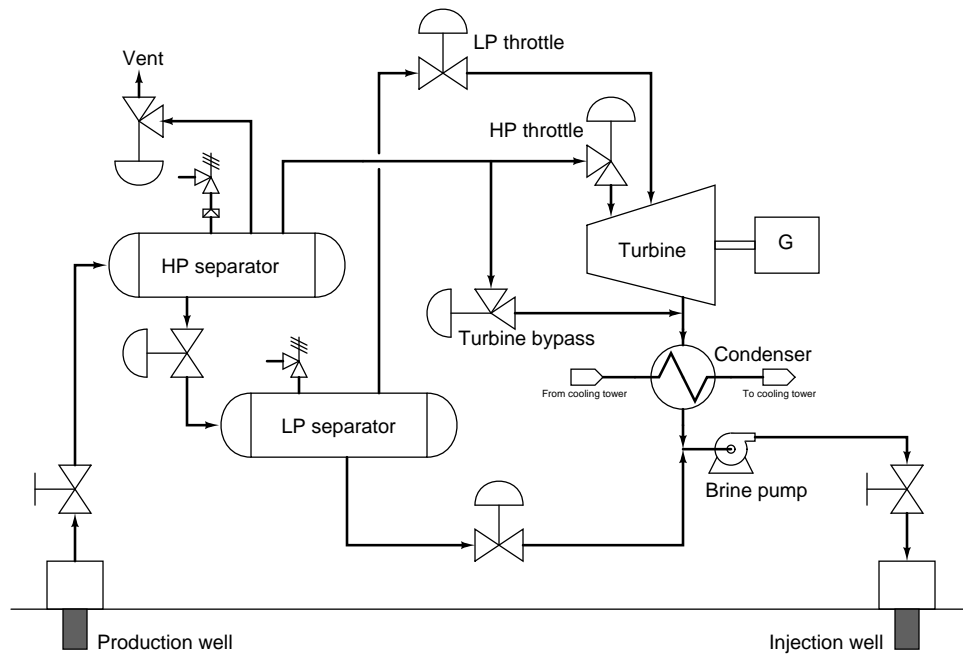 LP throttle
Vent
HP throttle
HP separator
Turbine
G
Turbine bypass
Condenser
From cooling tower
To cooling tower
LP separator
Brine pump
Production well
Injection well